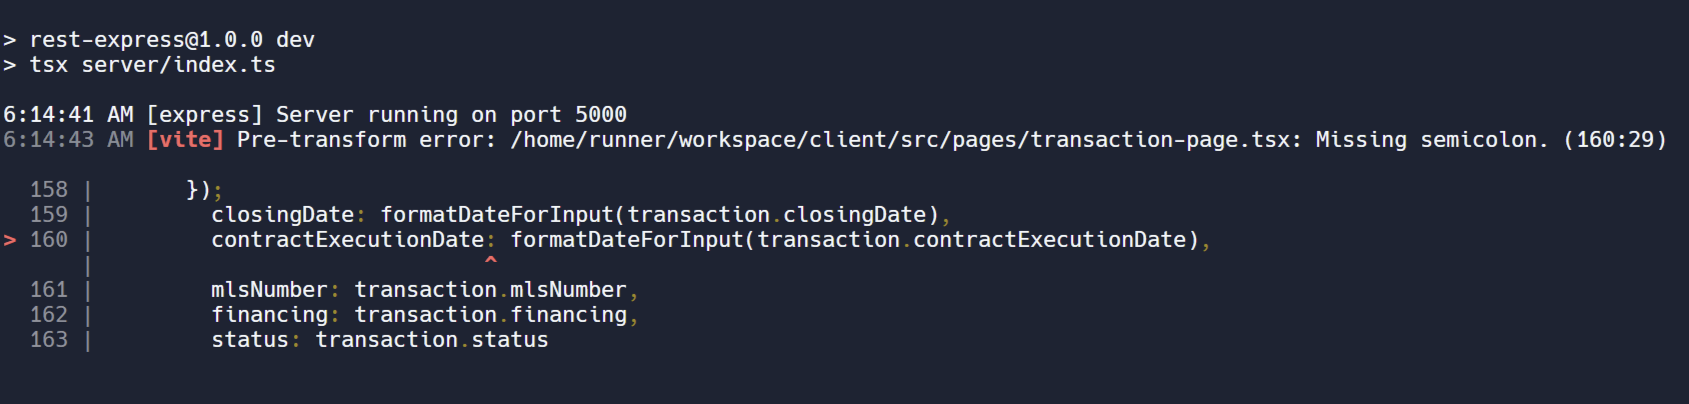 > rest-express@1.0.0 dev
> tsx server/index.ts
6:14:41 AM [express] Server running on port 5000
6:14:43 AM [vite] Pre-transform error: /home/runner/workspace/client/src/pages/transaction-page.tsx: Missing semicolon. (160:29)
  158 |       });
  159 |         closingDate: formatDateForInput(transaction.closingDate),
> 160 |         contractExecutionDate: formatDateForInput(transaction.contractExecutionDate),
      |                              ^
  161 |         mlsNumber: transaction.mlsNumber,
  162 |         financing: transaction.financing,
  163 |         status: transaction.status